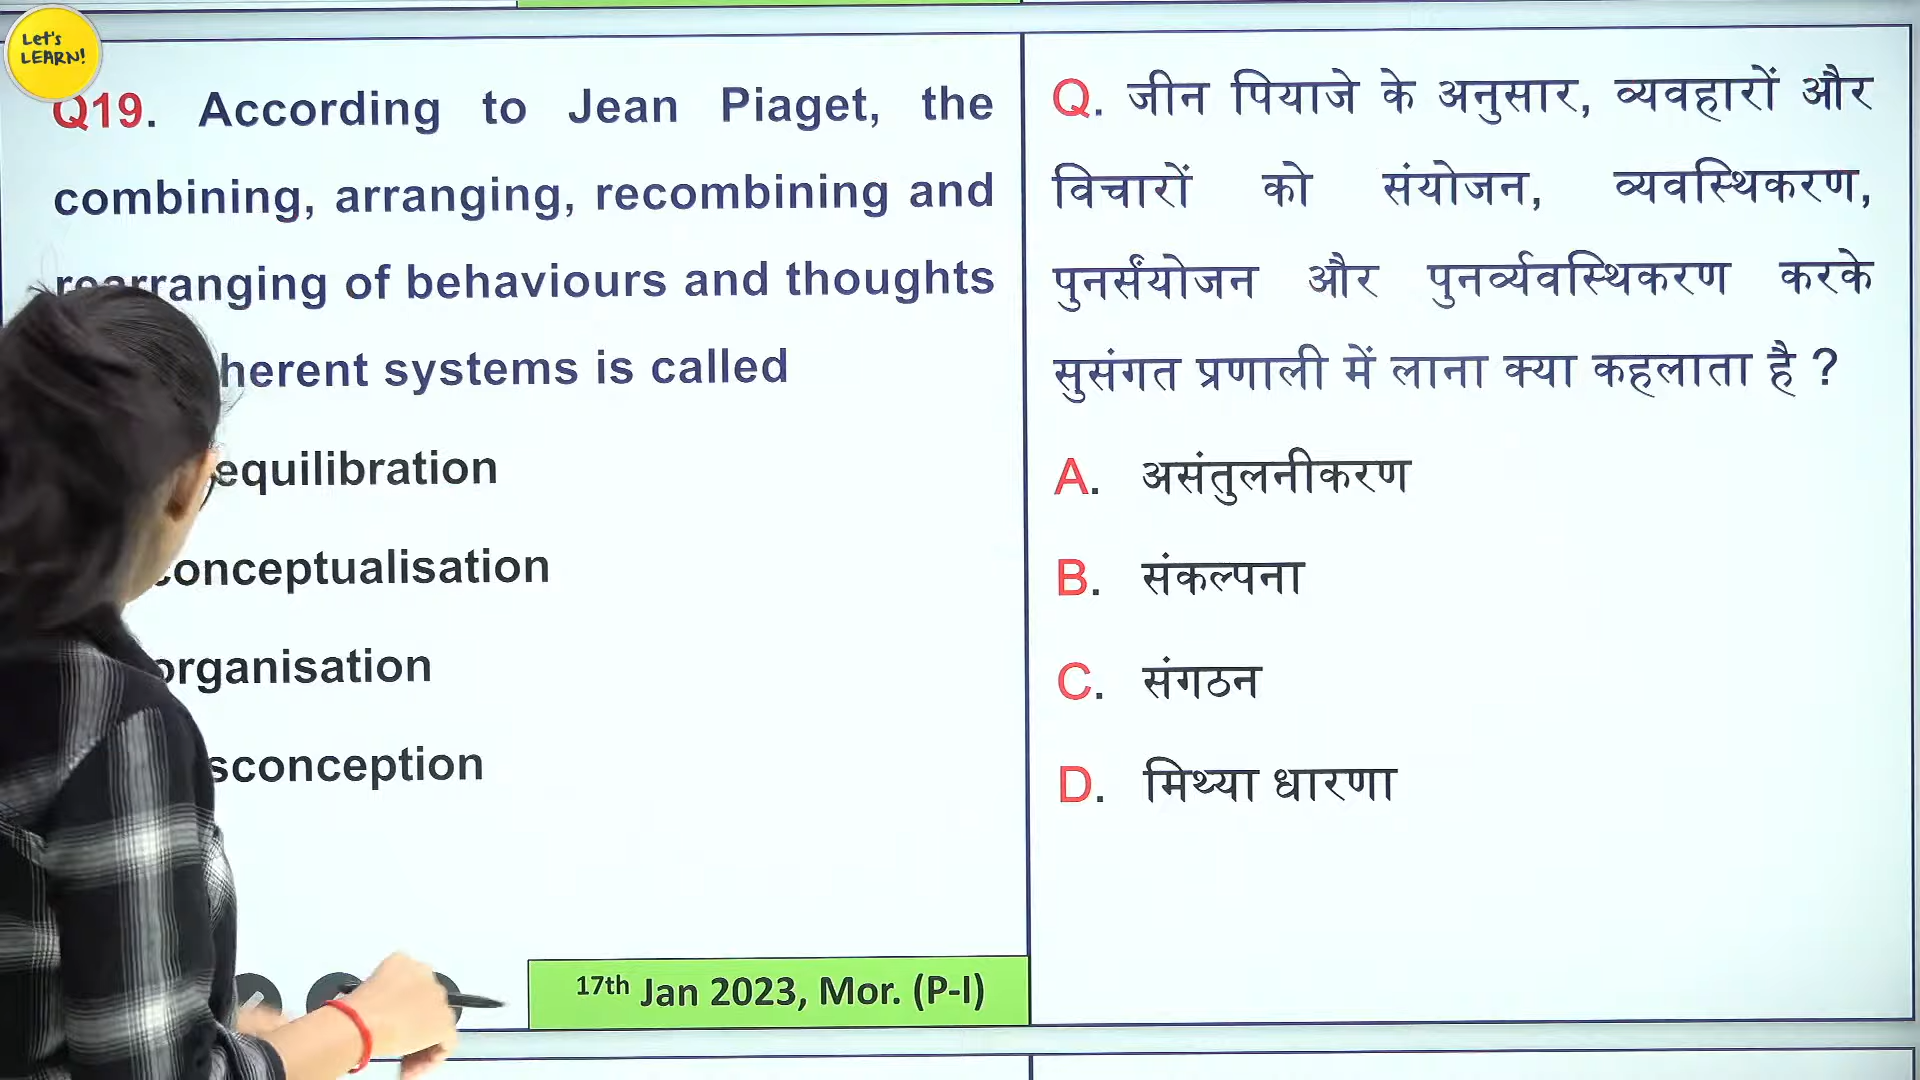 Let's
LEARN!
Q19. According to Jean Piaget, the
combining, arranging, recombining and
rearranging of behaviours and thoughts
herent systems is called
equilibration
conceptualisation
organisation
sconception
17th Jan 2023, Mor. (P-I)
Q. जीन पियाजे के अनुसार, व्यवहारों और
विचारों को संयोजन, व्यवस्थिकरण,
पुनर्संयोजन और पुनर्व्यवस्थिकरण करके
सुसंगत प्रणाली में लाना क्या कहलाता है ?
A. असंतुलनीकरण
B. संकल्पना
C. संगठन
D. मिथ्या धारणा